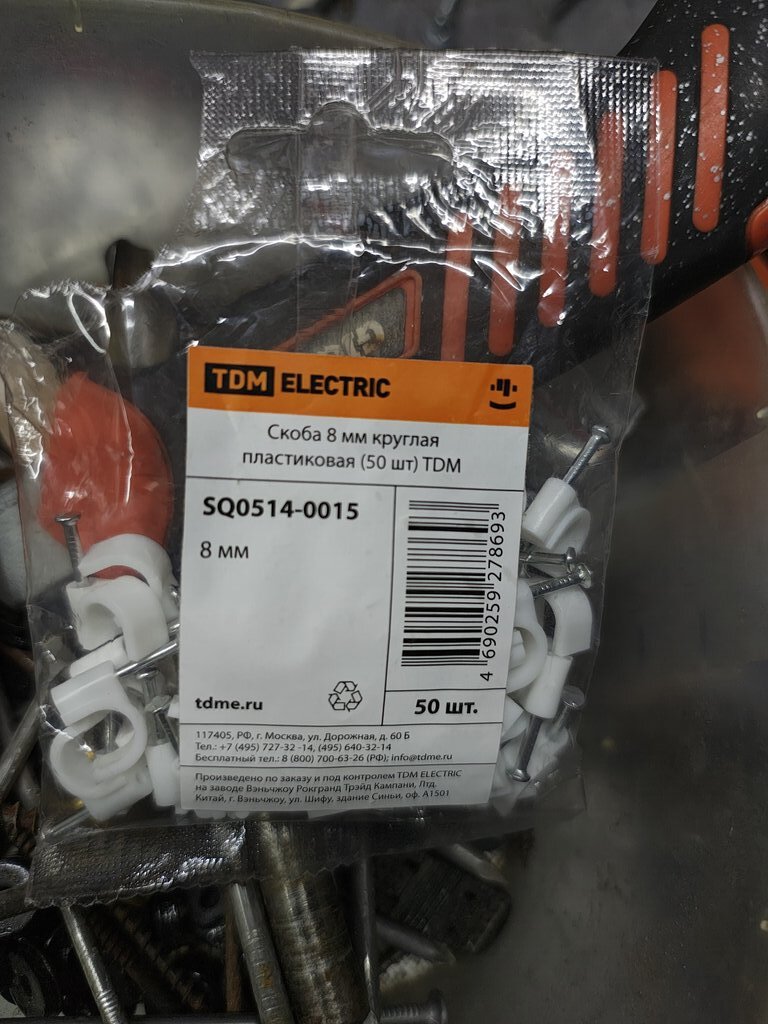 TDM ELECTRIC
Скоба 8 мм круглая
пластиковая (50 шт) TDM
SQ0514-0015
8 мм
4 690259 278693
tdme.ru
50 шт.
117405, РФ, г. Москва, ул. Дорожная, д. 60 Б
Тел.: +7 (495) 727-32 -14, (495) 640-32-14
Бесплатный тел.: 8 (800) 700-63-26 (РФ); info@tdme.ru
Произведено по заказу и под контролем TDM ELECTRIC
на заводе Вэньчжоу Рокгранд Трэйд Кампани, Лтд.
Китай, г. Вэньчжоу, ул. Шифу, здание Синьи, оф. А1501